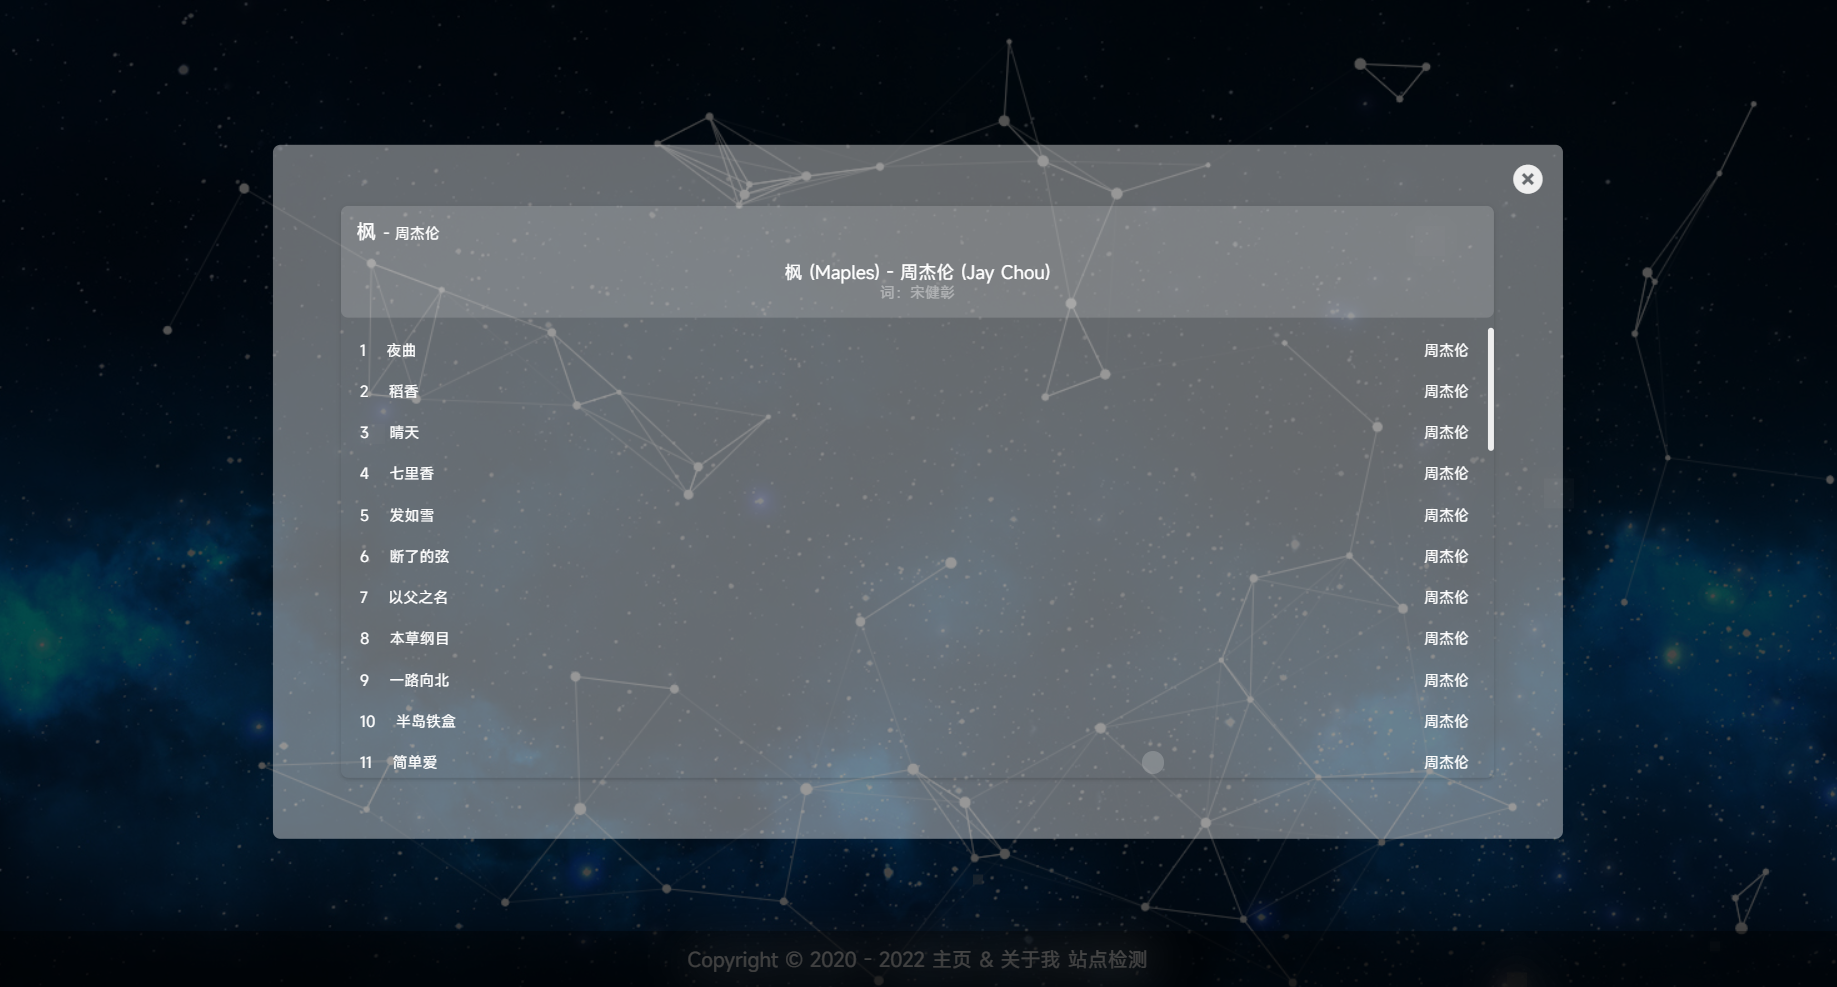 枫 - 周杰伦
枫 (Maples) - 周杰伦 (Jay Chou)
词：宋健彰
1 夜曲 周杰伦
2 稻香 周杰伦
3 晴天 周杰伦
4 七里香 周杰伦
5 发如雪 周杰伦
6 断了的弦 周杰伦
7 以父之名 周杰伦
8 本草纲目 周杰伦
9 一路向北 周杰伦
10 半岛铁盒 周杰伦
11 简单爱 周杰伦
Copyright © 2020 - 2022 主页 & 关于我 站点检测